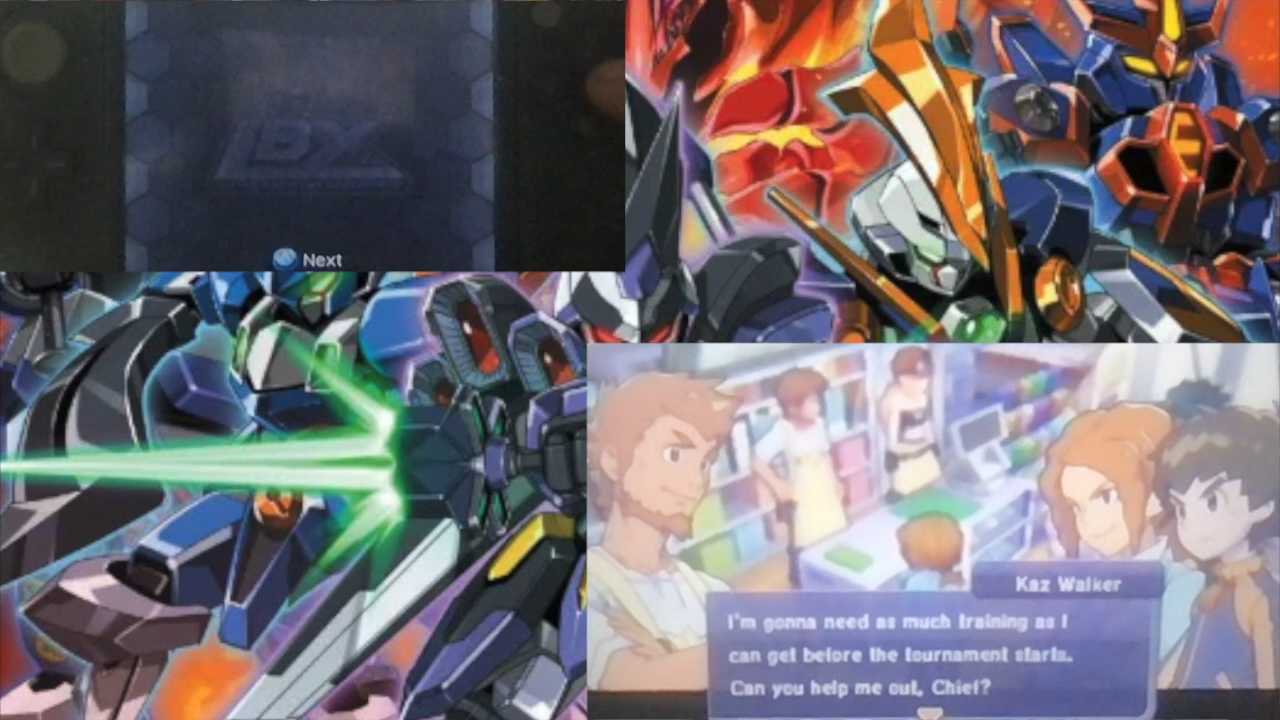 LBX
Next
Kaz Walker
I'm gonna need as much training as I
can get before the tournament starts.
Can you help me out, Chief?